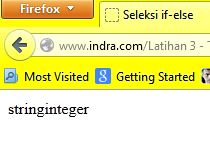 Firefox
Seleksi if-else
www.indra.com/Latihan 3 - T
Most Visited Getting Started
stringinteger